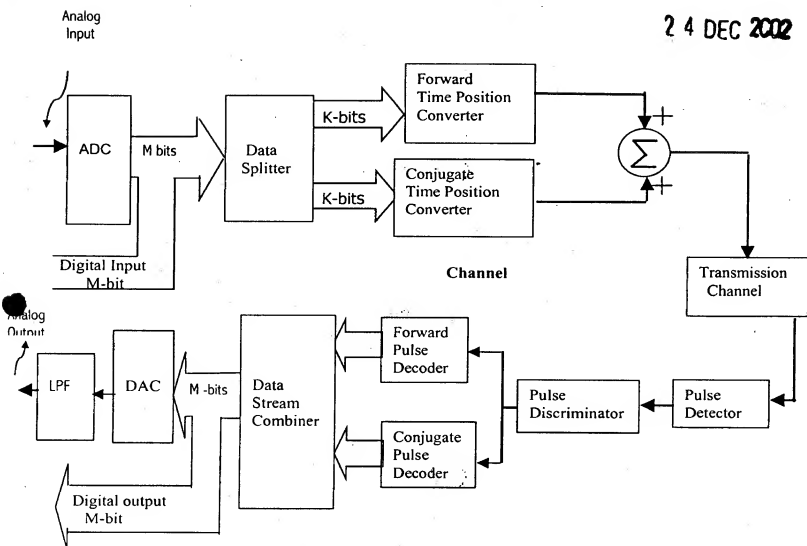 Analog
Input
2 4 DEC 2002
ADC
M bits
Data
Splitter
K-bits
K-bits
Forward
Time Position
Converter
Conjugate
Time Position
Converter
+
Σ
+
Digital Input
M-bit
Channel
Transmission
Channel
Analog
Output
LPF
DAC
M -bits
Data
Stream
Combiner
Forward
Pulse
Decoder
Conjugate
Pulse
Decoder
Pulse
Discriminator
Pulse
Detector
Digital output
M-bit